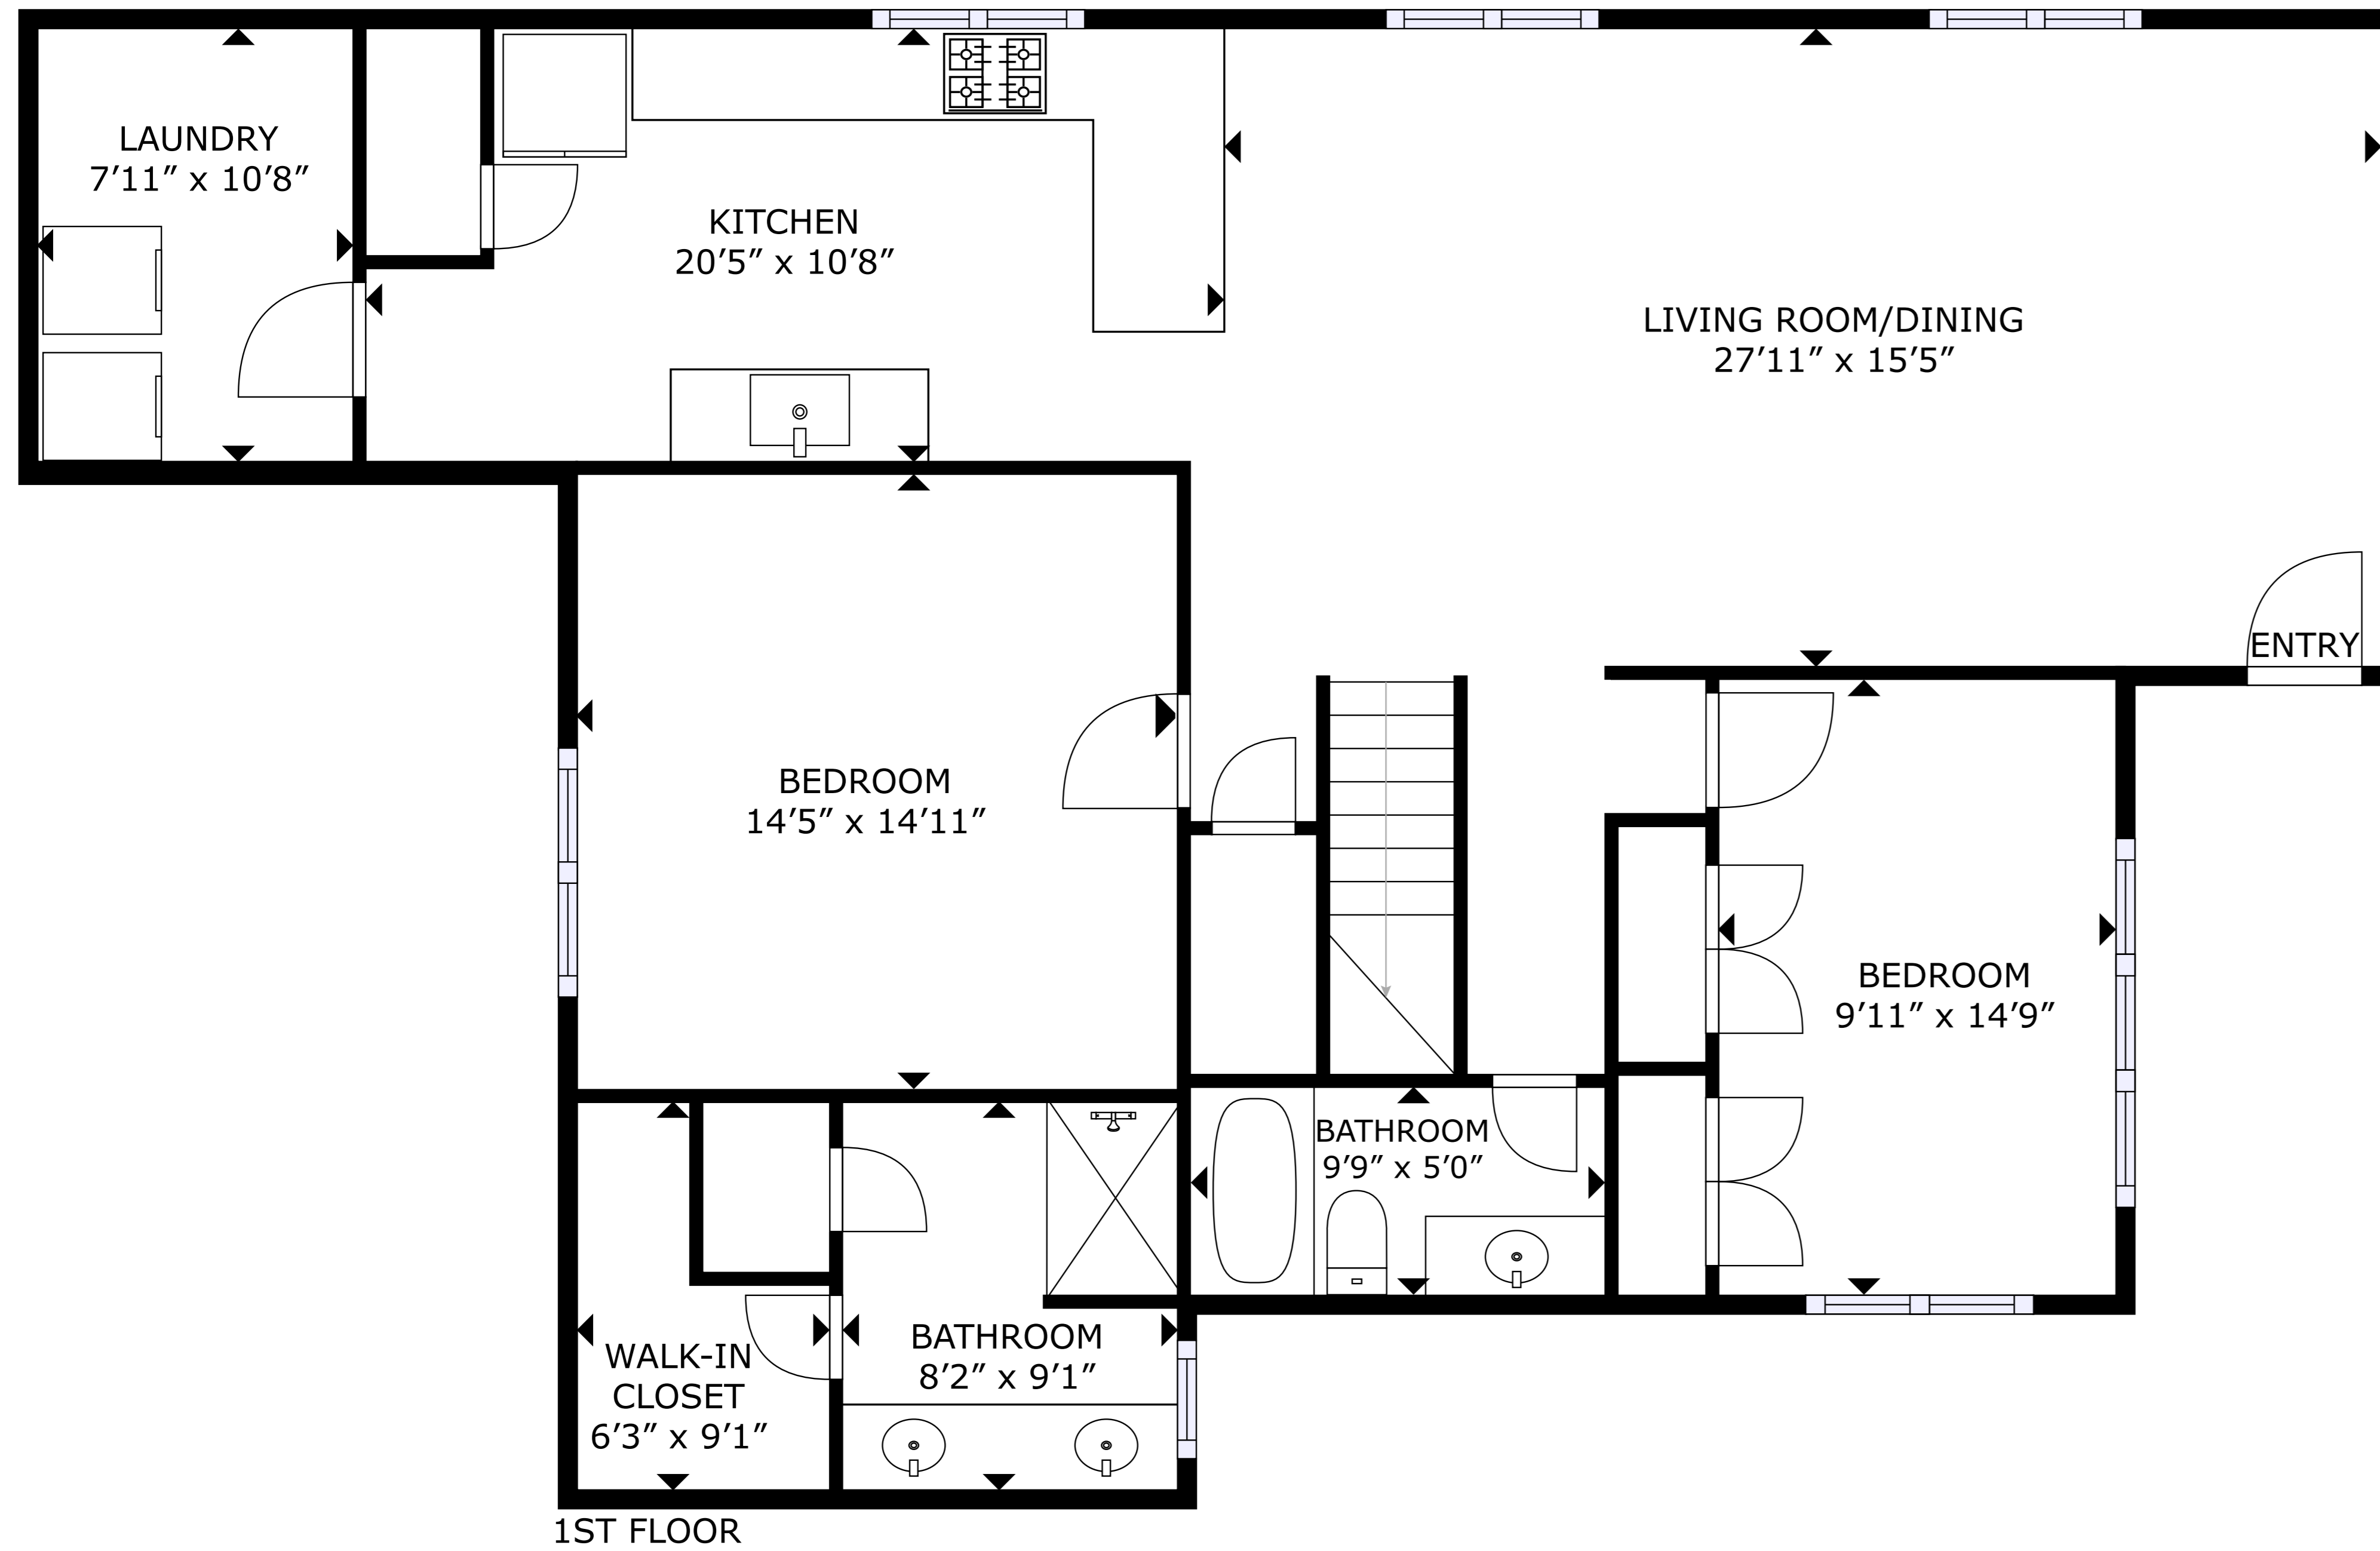 LAUNDRY
7’11” x 10’8”
KITCHEN
20’5” x 10’8”
LIVING ROOM/DINING
27’11” x 15’5”
ENTRY
BEDROOM
14’5” x 14’11”
BEDROOM
9’11” x 14’9”
BATHROOM
9’9” x 5’0”
BATHROOM
8’2” x 9’1”
WALK-IN
CLOSET
6’3” x 9’1”
1ST FLOOR